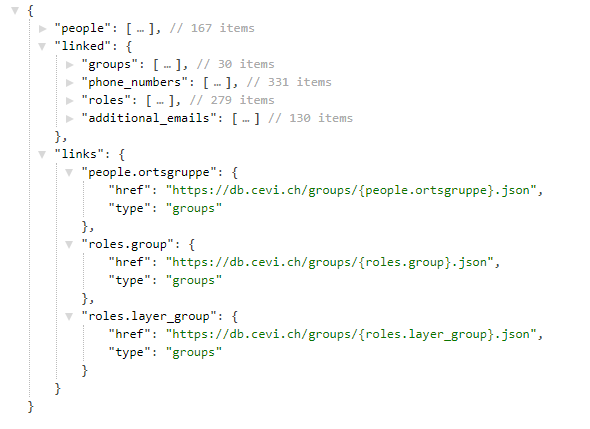 {
"people": [ … ], // 167 items
"linked": {
"groups": [ … ], // 30 items
"phone_numbers": [ … ], // 331 items
"roles": [ … ], // 279 items
"additional_emails": [ … ] // 130 items
},
"links": {
"people.ortsgruppe": {
"href": "https://db.cevi.ch/groups/{people.ortsgruppe}.json",
"type": "groups"
},
"roles.group": {
"href": "https://db.cevi.ch/groups/{roles.group}.json",
"type": "groups"
},
"roles.layer_group": {
"href": "https://db.cevi.ch/groups/{roles.layer_group}.json",
"type": "groups"
}
}
}